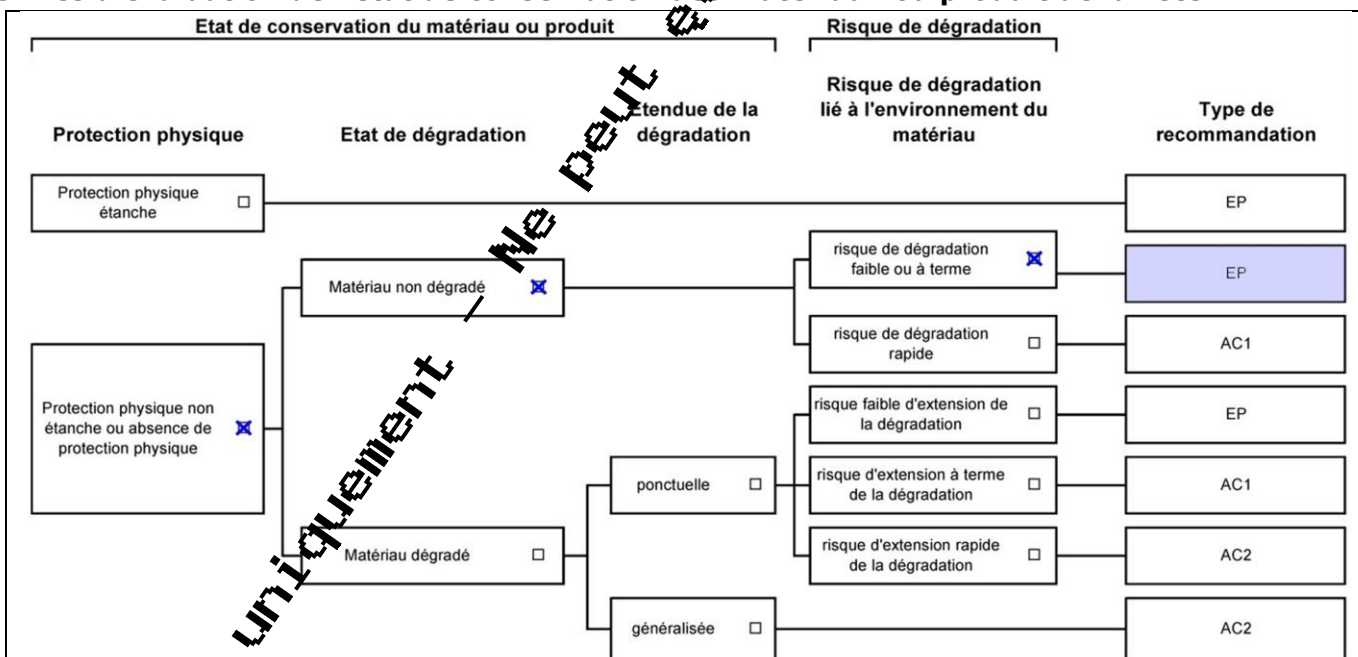 Etat de conservation du matériau ou produit
Risque de dégradation
Protection physique
Etat de dégradation
Etendue de la
dégradation
Risque de dégradation
lié à l'environnement du
matériau
Type de
recommandation
Protection physique
étanche
EP
Matériau non dégradé
risque de dégradation
faible ou à terme
EP
risque de dégradation
rapide
AC1
Protection physique non
étanche ou absence de
protection physique
risque faible d'extension de
la dégradation
EP
ponctuelle
risque d'extension à terme
de la dégradation
AC1
Matériau dégradé
risque d'extension rapide
de la dégradation
AC2
généralisée
AC2
uniquement – Ne peut